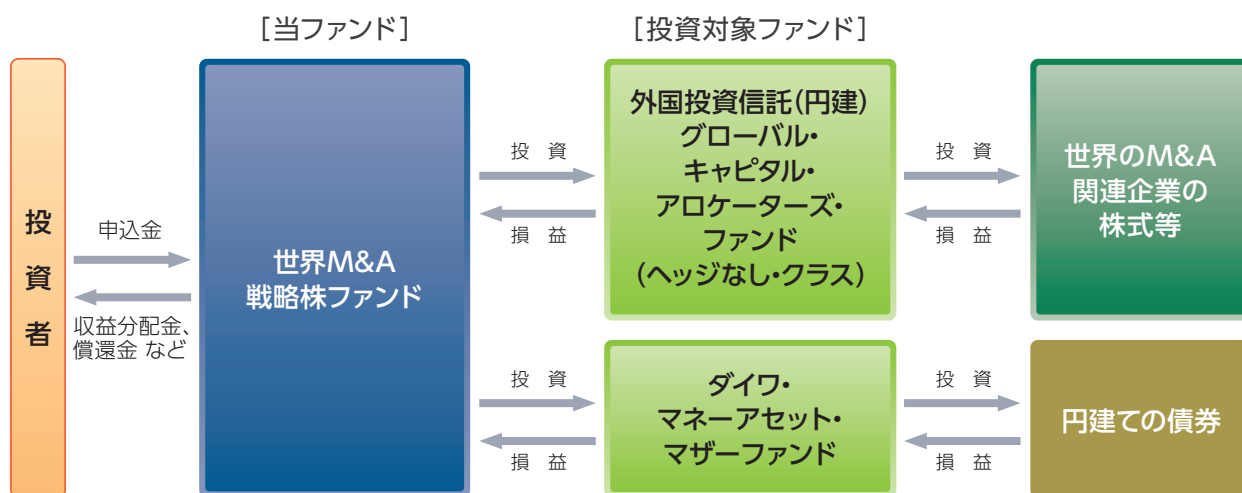 ［当ファンド］
［投資対象ファンド］
投
資
者
申込金
収益分配金、
償還金 など
世界M&A
戦略株ファンド
投 資
損 益
外国投資信託（円建）
グローバル・
キャピタル・
アロケーターズ・
ファンド
（ヘッジなし・クラス）
投 資
損 益
世界のM&A
関連企業の
株式等
投 資
損 益
ダイワ・
マネーアセット・
マザーファンド
投 資
損 益
円建ての債券